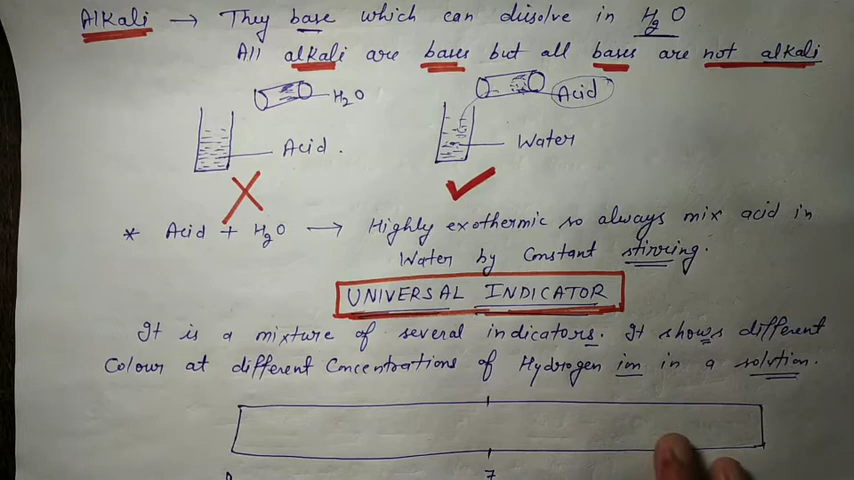 Alkali → They base which can dissolve in H2O
All alkali are bases but all bases are not alkali
H2O
Acid
Acid.
Water
* Acid + H2O → Highly exothermic so always mix acid in
Water by Constant stirring.
UNIVERSAL INDICATOR
It is a mixture of several indicators. It shows different
Colour at different Concentrations of Hydrogen ion in a solution.
7